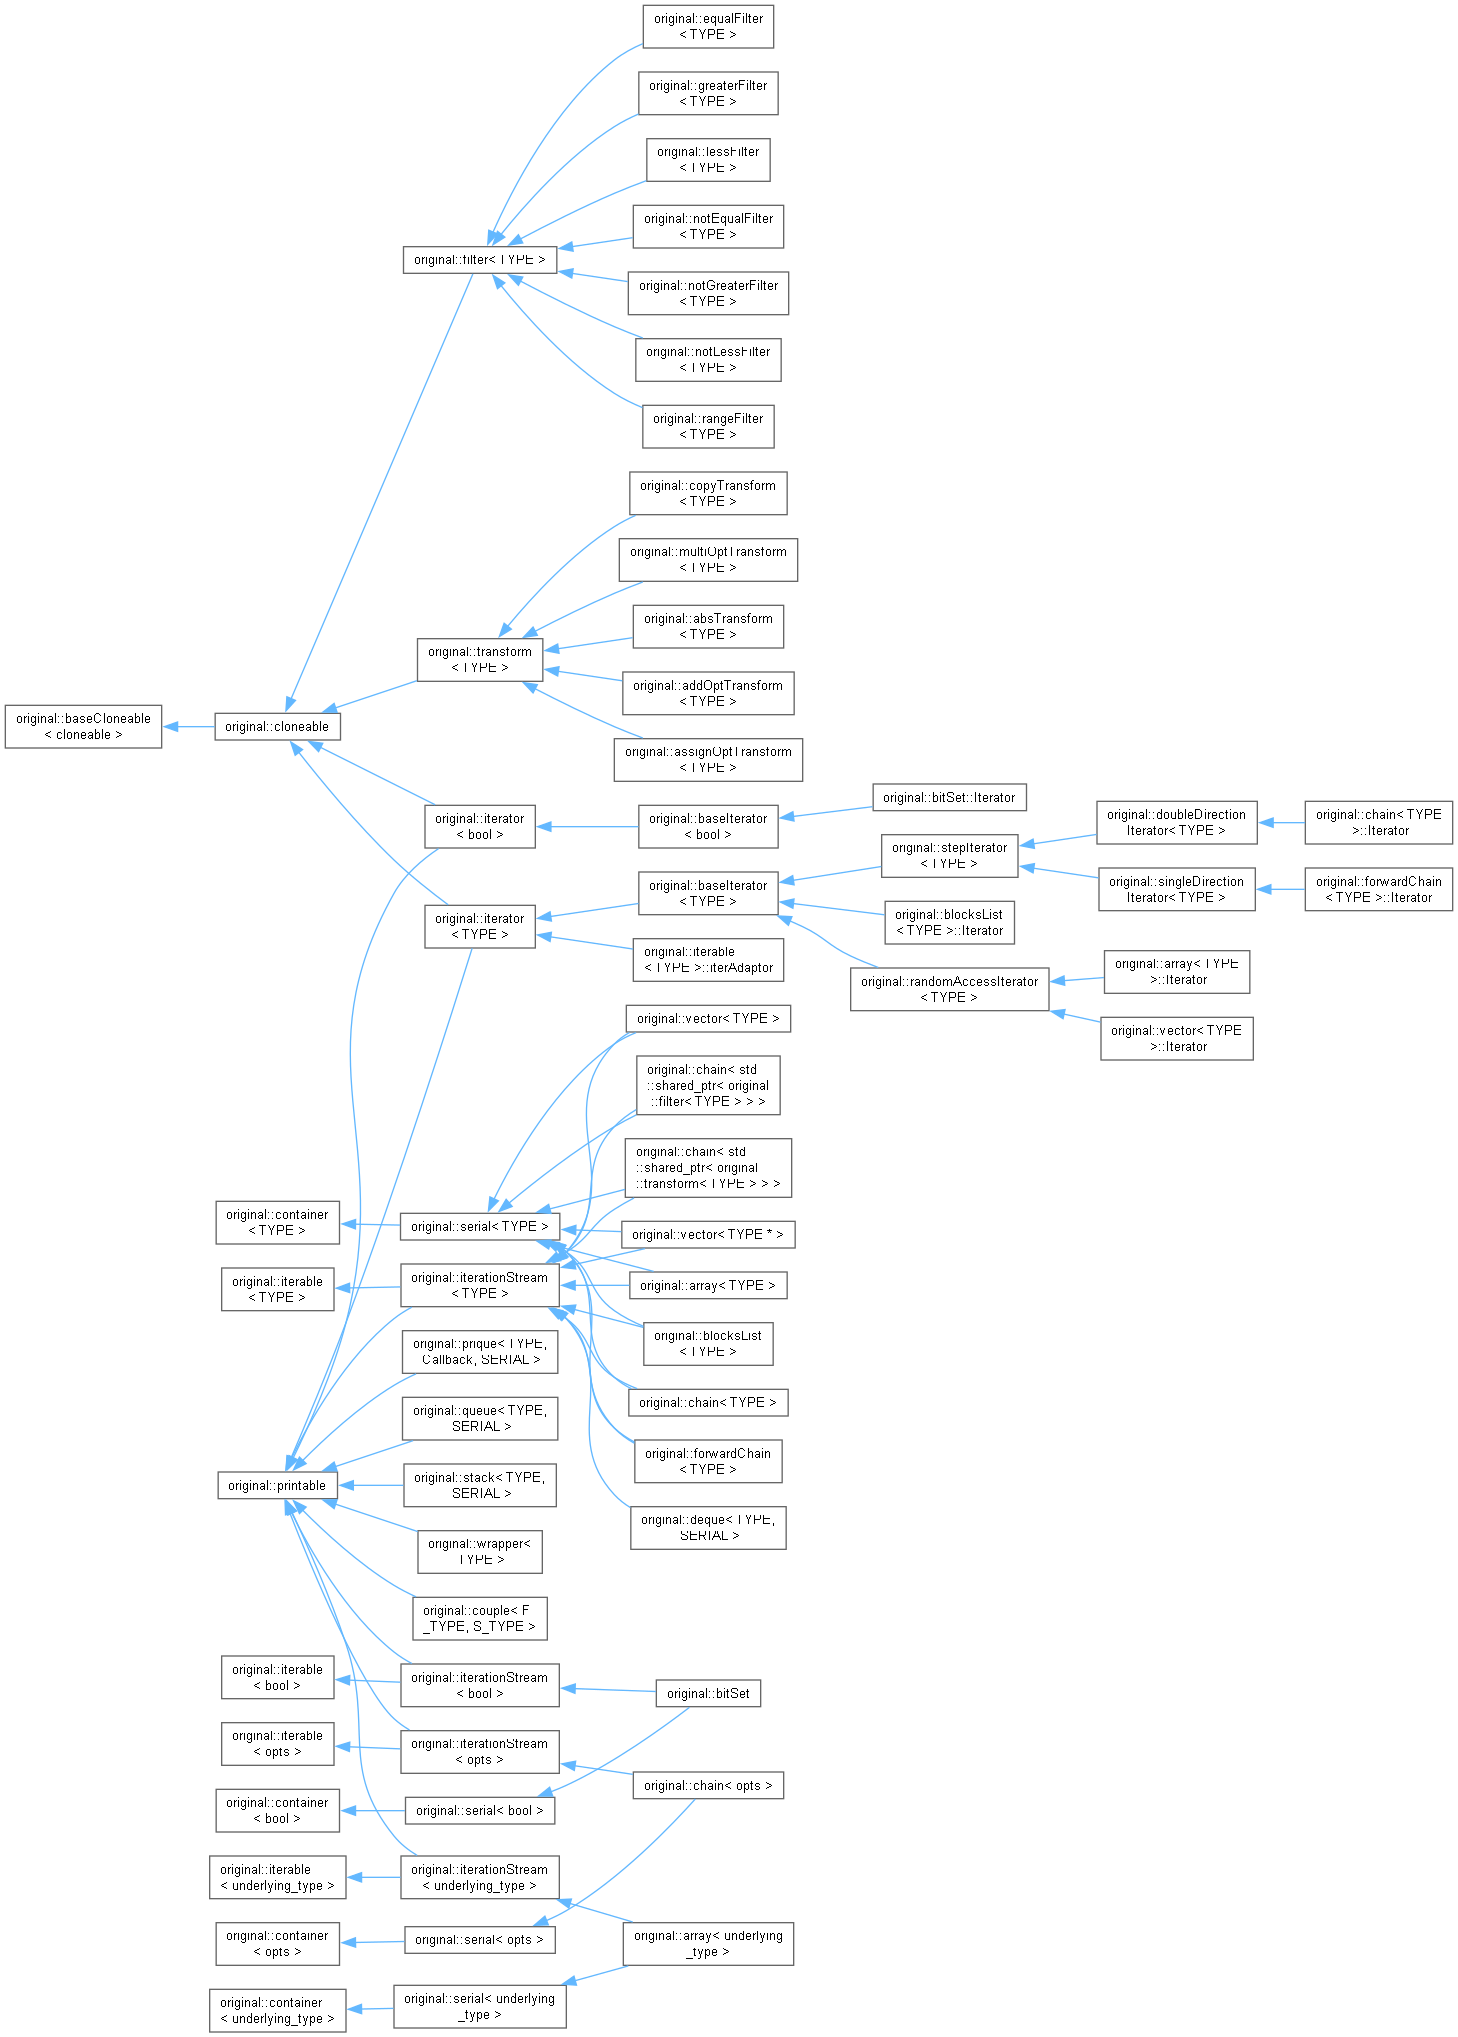 original::equalFilter
< TYPE >
original::greaterFilter
< TYPE >
original::lessFilter
< TYPE >
original::notEqualFilter
< TYPE >
original::filter< TYPE >
original::notGreaterFilter
< TYPE >
original::notLessFilter
< TYPE >
original::rangeFilter
< TYPE >
original::copyTransform
< TYPE >
original::multiOptTransform
< TYPE >
original::absTransform
< TYPE >
original::transform
< TYPE >
original::addOptTransform
< TYPE >
original::baseCloneable
< cloneable >
original::cloneable
original::assignOptTransform
< TYPE >
original::iterator
< bool >
original::baseIterator
< bool >
original::bitSet::Iterator
original::doubleDirection
Iterator< TYPE >
original::chain< TYPE
>::Iterator
original::stepIterator
< TYPE >
original::baseIterator
< TYPE >
original::singleDirection
Iterator< TYPE >
original::forwardChain
< TYPE >::Iterator
original::iterator
< TYPE >
original::blocksList
< TYPE >::Iterator
original::iterable
< TYPE >::iterAdaptor
original::randomAccessIterator
< TYPE >
original::array< TYPE
>::Iterator
original::vector< TYPE
>::Iterator
original::vector< TYPE >
original::chain< std
::shared_ptr< original
::filter< TYPE > > >
original::chain< std
::shared_ptr< original
::transform< TYPE > > >
original::container
< TYPE >
original::serial< TYPE >
original::vector< TYPE * >
original::iterable
< TYPE >
original::iterationStream
< TYPE >
original::array< TYPE >
original::prique< TYPE,
Callback, SERIAL >
original::blocksList
< TYPE >
original::queue< TYPE,
SERIAL >
original::chain< TYPE >
original::printable
original::stack< TYPE,
SERIAL >
original::forwardChain
< TYPE >
original::wrapper<
TYPE >
original::deque< TYPE,
SERIAL >
original::couple< F
_TYPE, S_TYPE >
original::iterable
< bool >
original::iterationStream
< bool >
original::bitSet
original::iterable
< opts >
original::iterationStream
< opts >
original::chain< opts >
original::container
< bool >
original::serial< bool >
original::iterable
< underlying_type >
original::iterationStream
< underlying_type >
original::container
< opts >
original::serial< opts >
original::array< underlying
_type >
original::container
< underlying_type >
original::serial< underlying
_type >